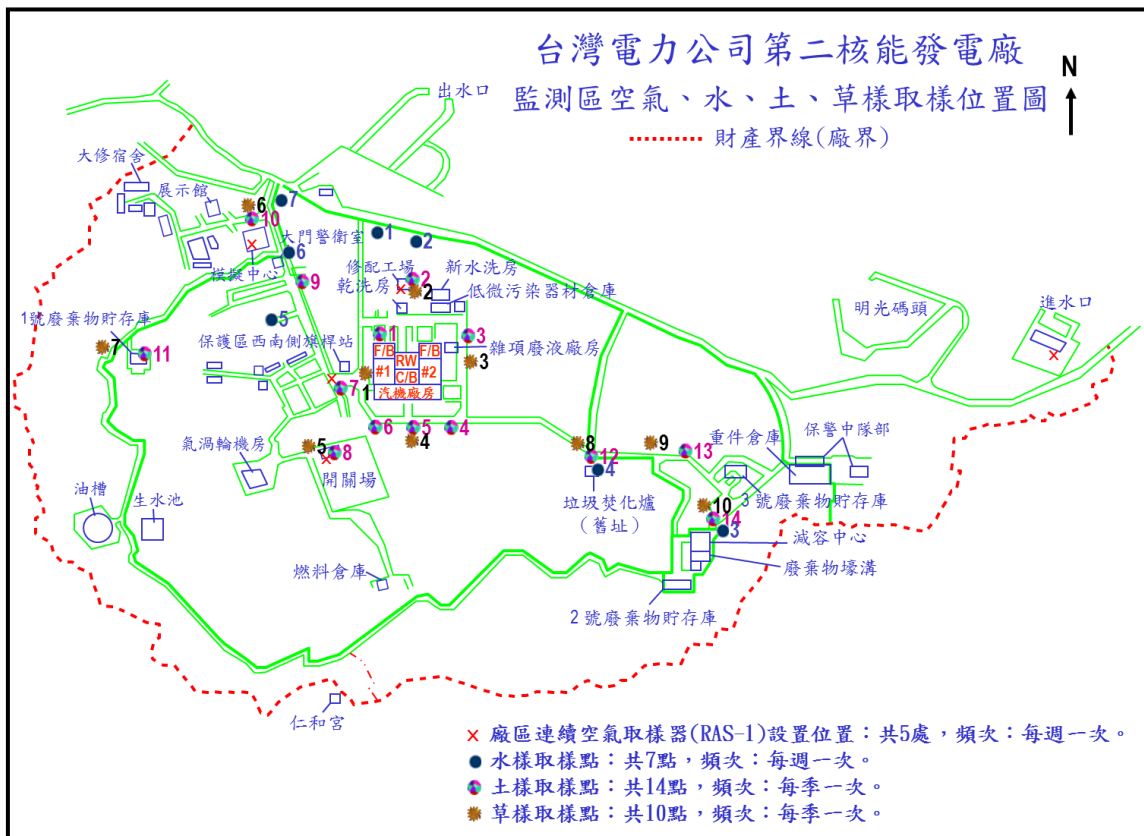 台灣電力公司第二核能發電廠
監測區空氣、水、土、草樣取樣位置圖
財產界線(廠界)
N
出水口
大修宿舍
展示館
6
10
7
大門警衛室
6
模擬中心
9
1
2
修配工場
2
新水洗房
乾洗房
2
低微污染器材倉庫
明光碼頭
進水口
1號廢棄物貯存庫
7
11
5
保護區西南側旗桿站
1
3
雜項廢液廠房
3
F/B
RW
F/B
#1
C/B
#2
汽機廠房
1
7
6
5
4
4
5
8
開關場
氣渦輪機房
油槽
生水池
燃料倉庫
8
9
12
13
4
垃圾焚化爐
(舊址)
重件倉庫
保警中隊部
3號廢棄物貯存庫
10
14
3
減容中心
廢棄物壕溝
2號廢棄物貯存庫
仁和宮
廠區連續空氣取樣器(RAS-1)設置位置：共5處，頻次：每週一次。
水樣取樣點：共7點，頻次：每週一次。
土樣取樣點：共14點，頻次：每季一次。
草樣取樣點：共10點，頻次：每季一次。